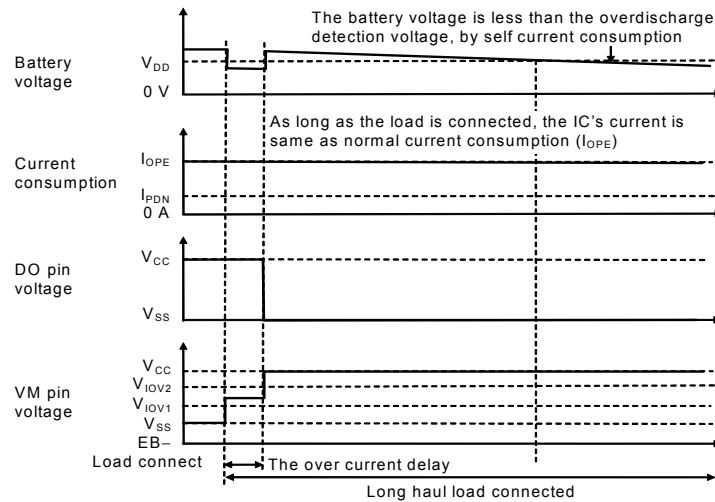 The battery voltage is less than the overdischarge
detection voltage, by self current consumption
Battery
voltage
VDD
0 V
As long as the load is connected, the IC's current is
same as normal current consumption (IOPE)
Current
consumption
IOPE
IPDN
0 A
DO pin
voltage
VCC
VSS
VM pin
voltage
VCC
VIOV2
VIOV1
VSS
EB−
Load connect
The over current delay
Long haul load connected